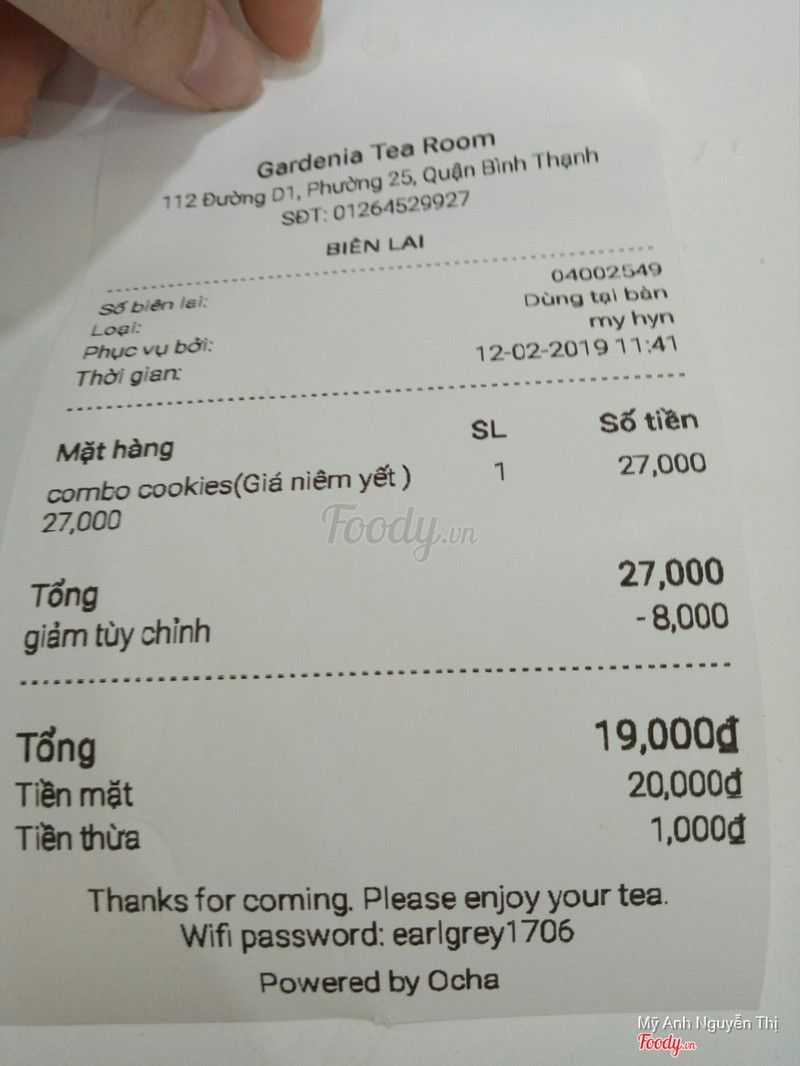 Gardenia Tea Room
112 Đường D1, Phường 25, Quận Bình Thạnh
SĐT: 01264529927
BIÊN LAI
Số biên lai: 04002549
Loại: Dùng tại bàn
Phục vụ bởi: my hyn
Thời gian: 12-02-2019 11:41
Mặt hàng SL Số tiền
combo cookies(Giá niêm yết ) 1 27,000
27,000
Foody.vn
Tổng 27,000
giảm tùy chỉnh -8,000
Tổng 19,000₫
Tiền mặt 20,000₫
Tiền thừa 1,000₫
Thanks for coming. Please enjoy your tea.
Wifi password: earlgrey1706
Powered by Ocha
Mỹ Anh Nguyễn Thị
Foody.vn